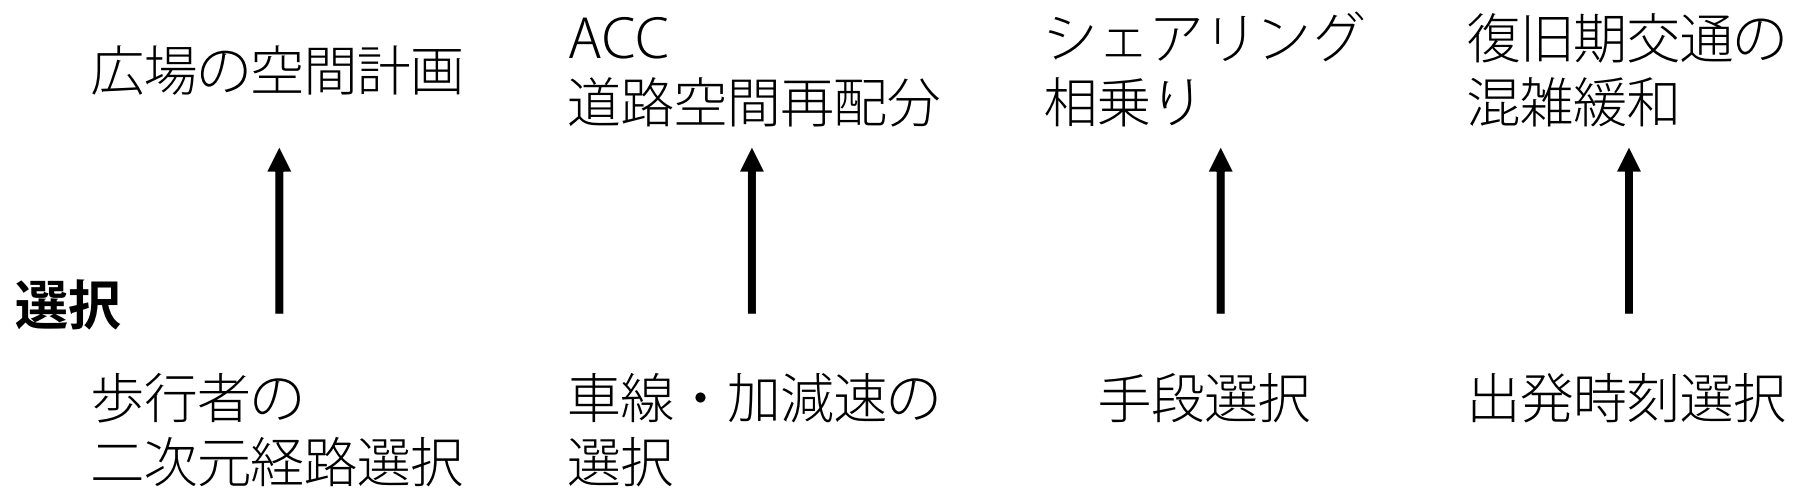 広場の空間計画
ACC
道路空間再配分
シェアリング
相乗り
復旧期交通の
混雑緩和
選択
歩行者の
二次元経路選択
車線・加減速の
選択
手段選択
出発時刻選択